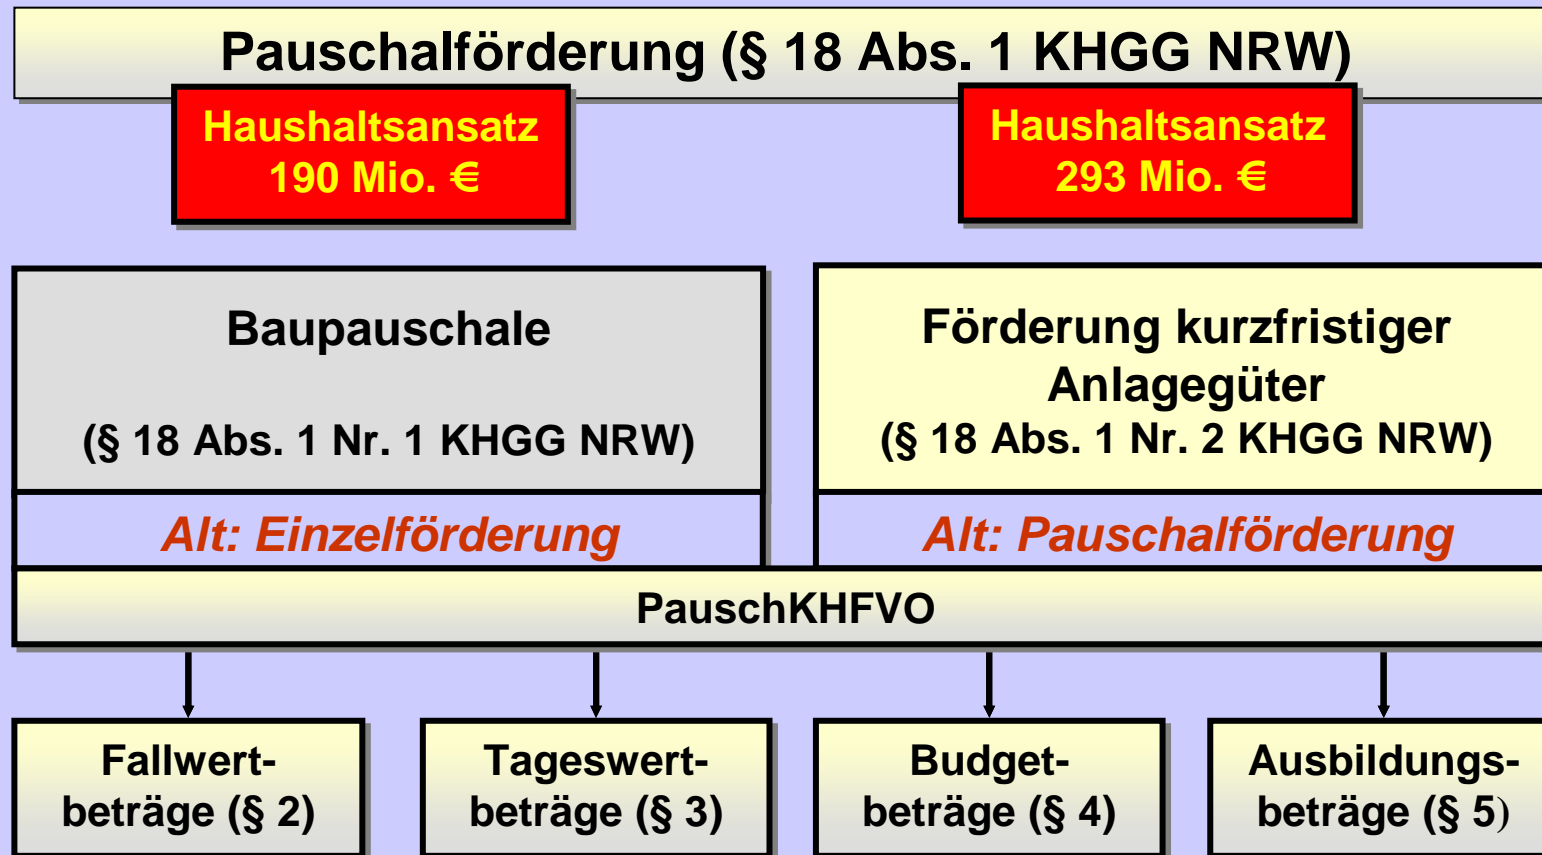 Pauschalförderung (§ 18 Abs. 1 KHGG NRW)
Haushaltsansatz
190 Mio. €
Haushaltsansatz
293 Mio. €
Baupauschale
(§ 18 Abs. 1 Nr. 1 KHGG NRW)
Förderung kurzfristiger
Anlagegüter
(§ 18 Abs. 1 Nr. 2 KHGG NRW)
Alt: Einzelförderung
Alt: Pauschalförderung
PauschKHFVO
Fallwert-
beträge (§ 2)
Tageswert-
beträge (§ 3)
Budget-
beträge (§ 4)
Ausbildungs-
beträge (§ 5)